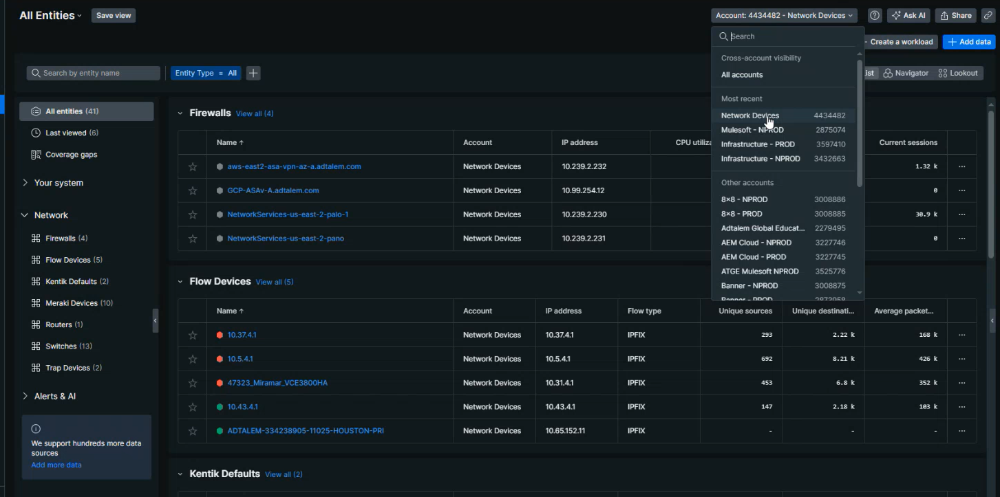 All Entities
Save view
Account: 4434482 - Network Devices
Ask AI
Share
Search
Create a workload
Add data
Search by entity name
Entity Type = All
Cross-account visibility
All accounts
Navigator
Lookout
Most recent
Network Devices 4434482
Mulesoft - NPROD 2875074
Infrastructure - PROD 3597410
Infrastructure - NPROD 3432663
Other accounts
8x8 - NPROD 3008886
8x8 - PROD 3008885
Adtalem Global Educat... 2279495
AEM Cloud - NPROD 3227746
AEM Cloud - PROD 3227745
ATGE Mulesoft NPROD 3525776
Banner - NPROD 3008875
Banner - PROD 2873958
All entities (41)
Last viewed (6)
Coverage gaps
Your system
Network
Firewalls (4)
Flow Devices (5)
Kentik Defaults (2)
Meraki Devices (10)
Routers (1)
Switches (13)
Trap Devices (2)
Alerts & AI
We support hundreds more data
sources
Add more data
Firewalls View all (4)
Name ↑ Account IP address CPU utiliza Current sessions
aws-east2-asa-vpn-az-a.adtalem.com Network Devices 10.239.2.232 1.32 k ...
GCP-ASAv-A.adtalem.com Network Devices 10.99.254.12 0 ...
NetworkServices-us-east-2-palo-1 Network Devices 10.239.2.230 30.9 k ...
NetworkServices-us-east-2-pano Network Devices 10.239.2.231 0 ...
Flow Devices View all (5)
Name ↑ Account IP address Flow type Unique sources Unique destinati... Average packet...
10.37.4.1 Network Devices 10.37.4.1 IPFIX 293 2.22 k 168 k ...
10.5.4.1 Network Devices 10.5.4.1 IPFIX 692 8.21 k 426 k ...
47323_Miramar_VCE3800HA Network Devices 10.31.4.1 IPFIX 453 6.8 k 352 k ...
10.43.4.1 Network Devices 10.43.4.1 IPFIX 147 2.18 k 103 k ...
ADTALEM-334238905-11025-HOUSTON-PRI Network Devices 10.65.152.11 IPFIX - - - ...
Kentik Defaults View all (2)